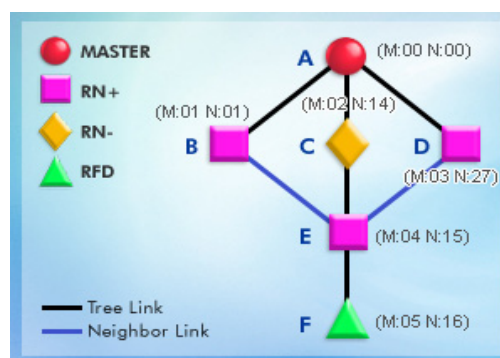 MASTER
RN+
RN-
RFD
A (M:00 N:00)
(M:01 N:01) (M:02 N:14)
B C D
(M:03 N:27)
E (M:04 N:15)
F (M:05 N:16)
Tree Link
Neighbor Link